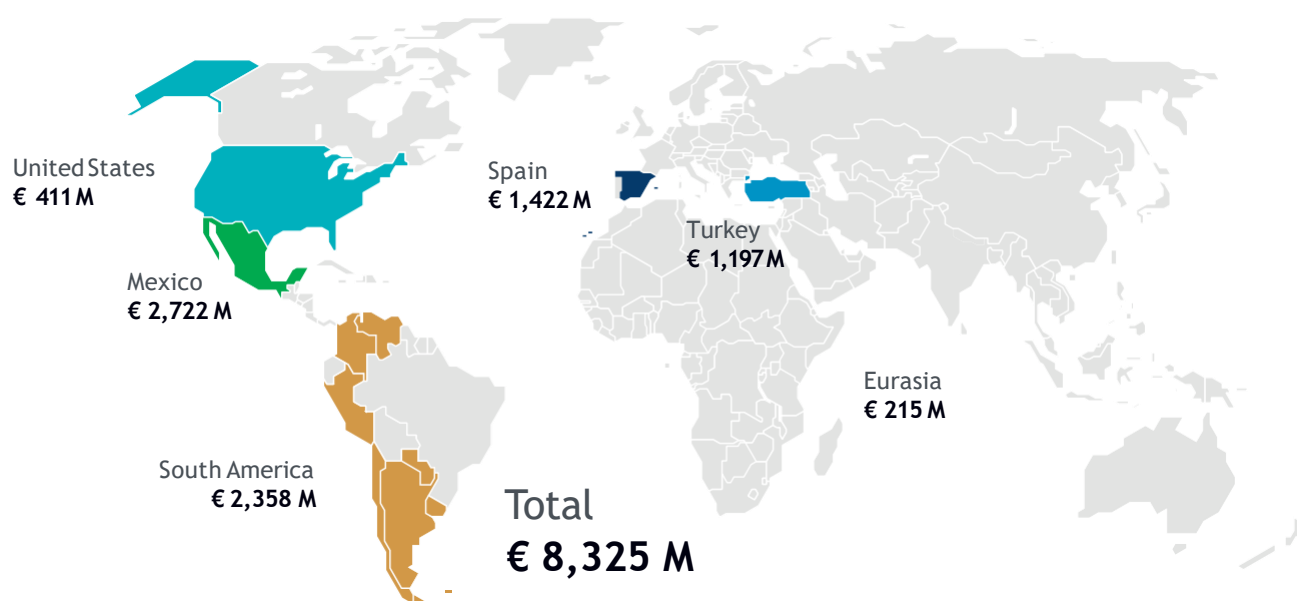 United States
€ 411 M
Spain
€ 1,422 M
Turkey
€ 1,197 M
Mexico
€ 2,722 M
Eurasia
€ 215 M
South America
€ 2,358 M
Total
€ 8,325 M